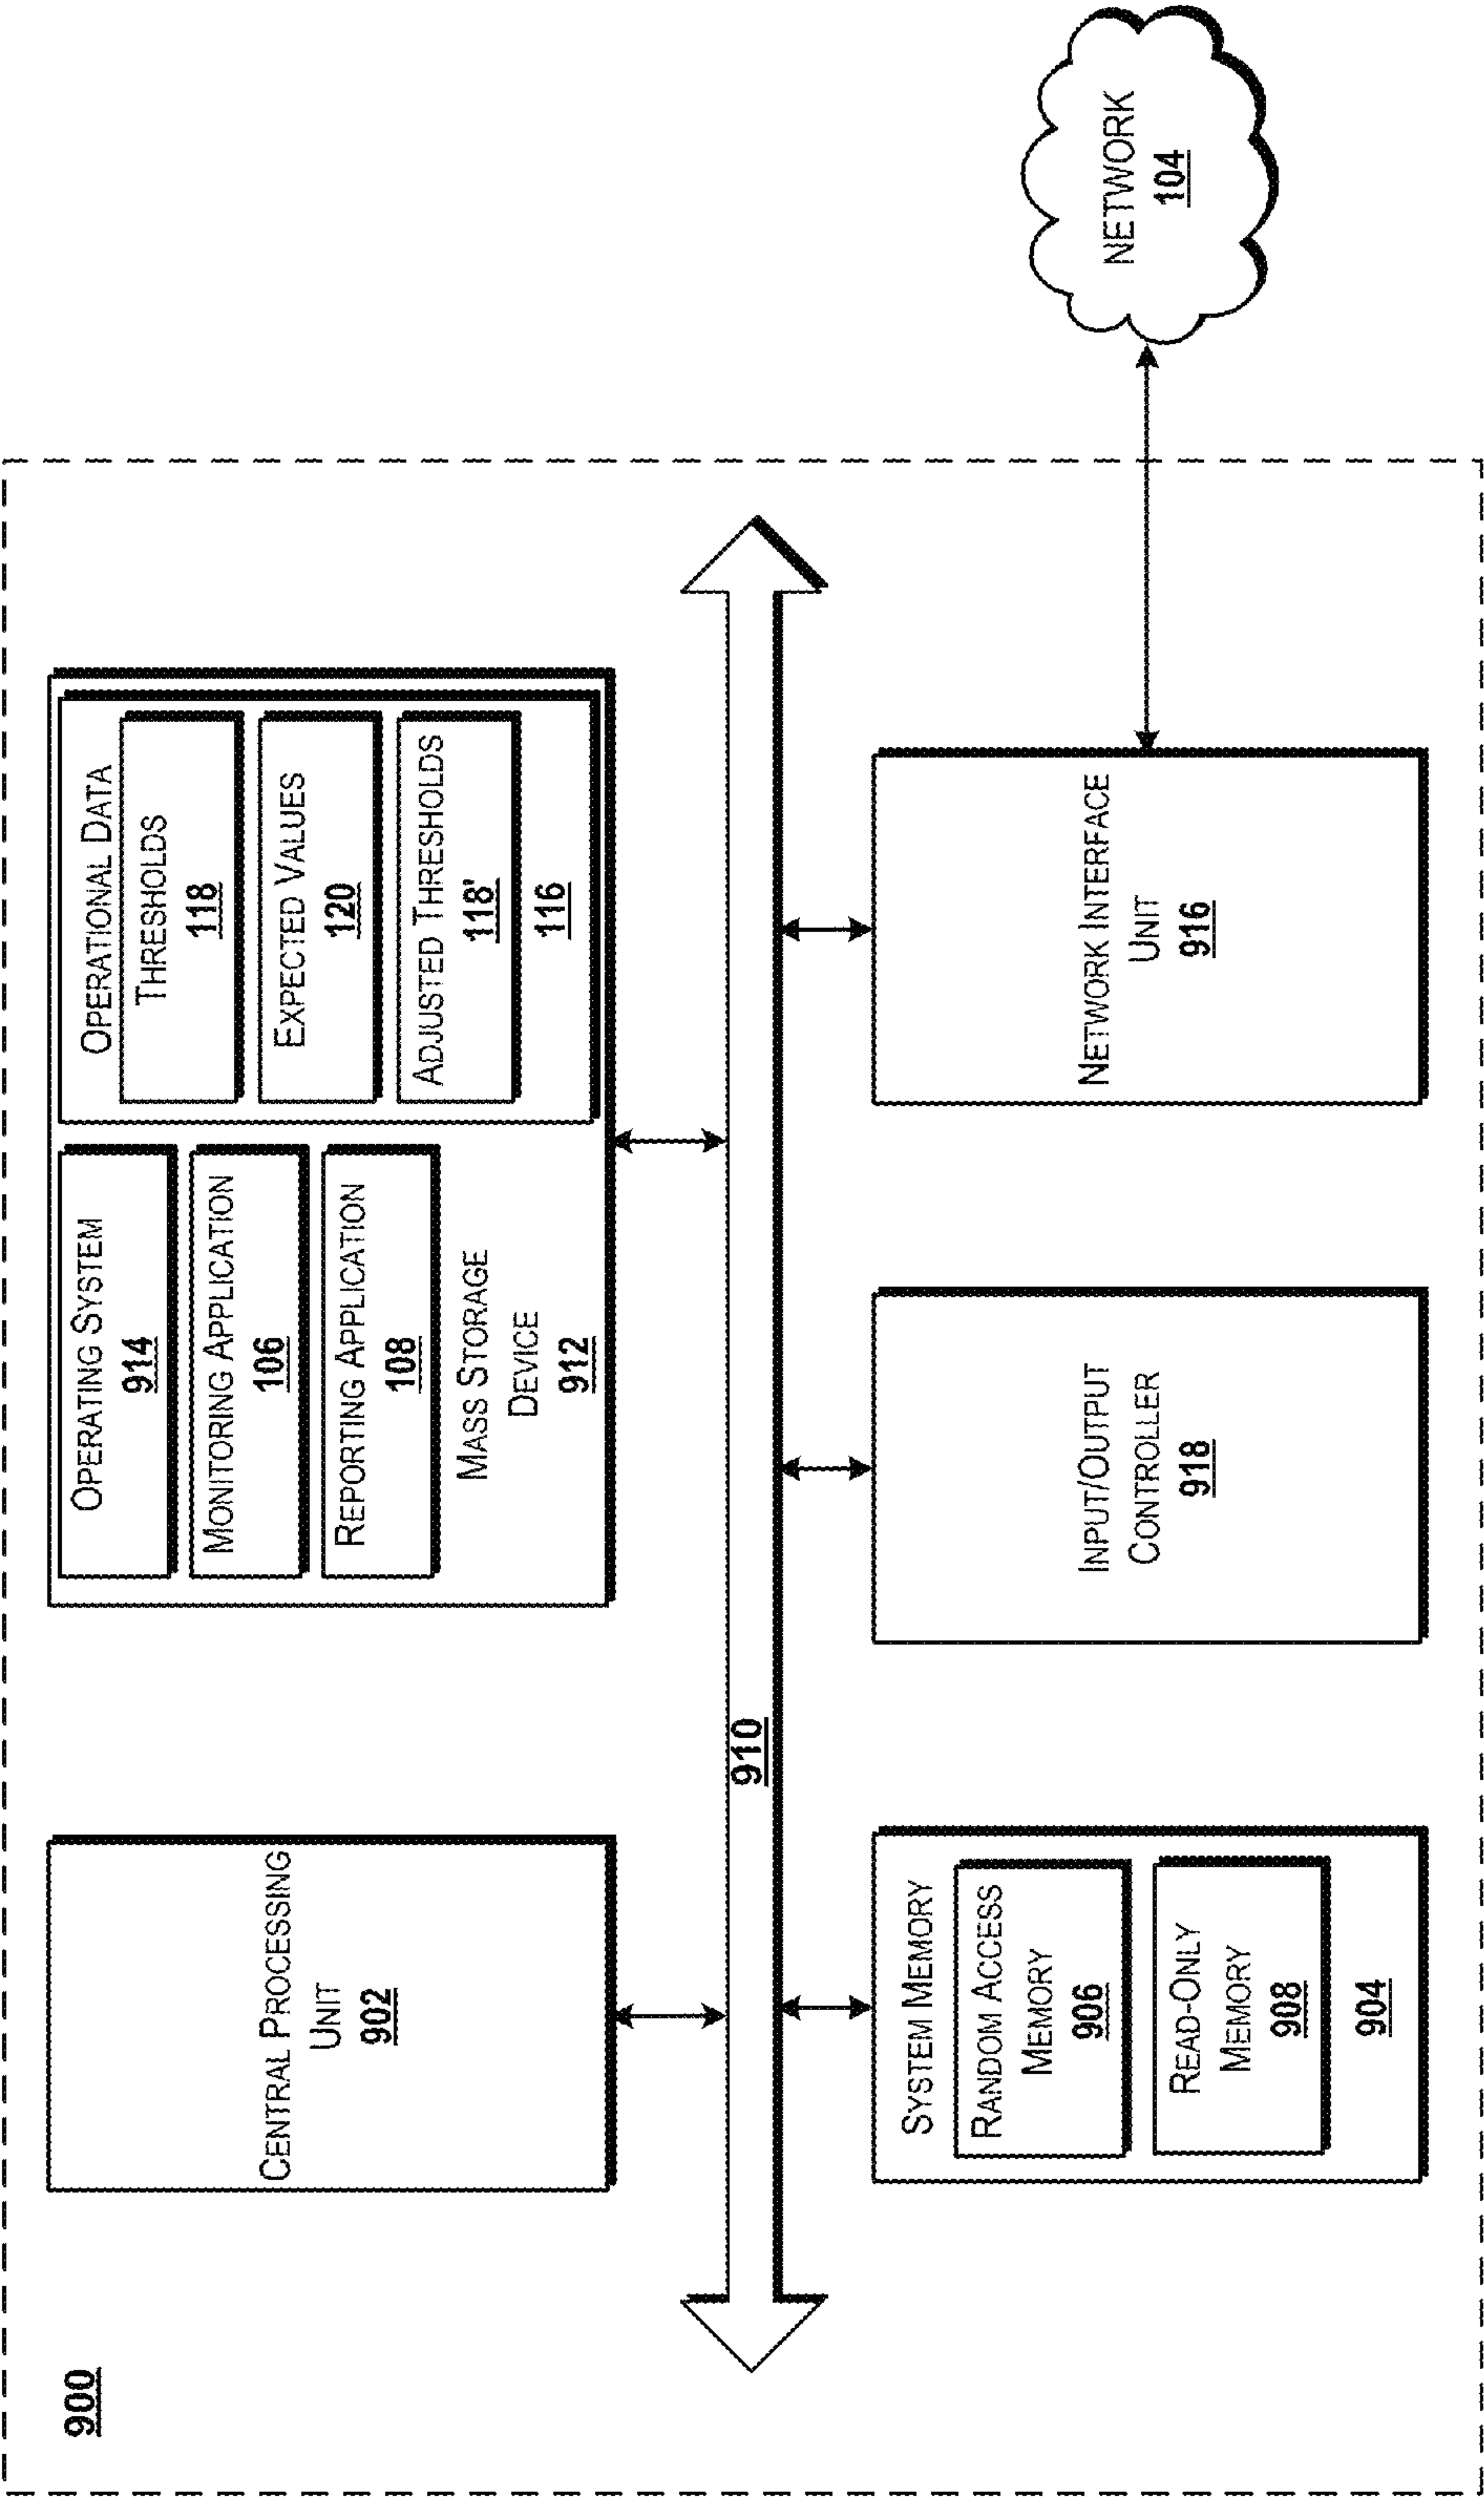 900
CENTRAL PROCESSING
UNIT
902
OPERATING SYSTEM
914
MONITORING APPLICATION
106
REPORTING APPLICATION
108
MASS STORAGE
DEVICE
912
OPERATIONAL DATA
THRESHOLDS
118
EXPECTED VALUES
120
ADJUSTED THRESHOLDS
118'
116
910
SYSTEM MEMORY
RANDOM ACCESS
MEMORY
906
READ-ONLY
MEMORY
908
904
INPUT/OUTPUT
CONTROLLER
918
NETWORK INTERFACE
UNIT
916
NETWORK
104